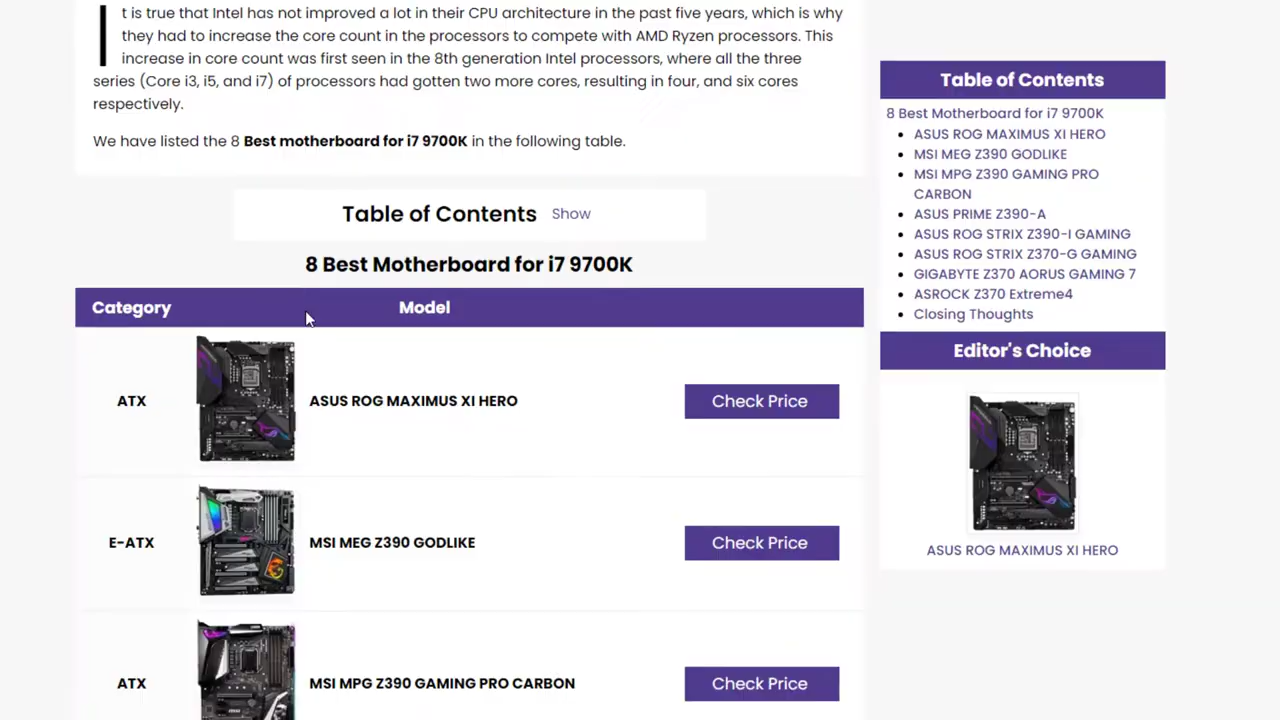 It is true that Intel has not improved a lot in their CPU architecture in the past five years, which is why
they had to increase the core count in the processors to compete with AMD Ryzen processors. This
increase in core count was first seen in the 8th generation Intel processors, where all the three
series (Core i3, i5, and i7) of processors had gotten two more cores, resulting in four, and six cores
respectively.
We have listed the 8 Best motherboard for i7 9700K in the following table.
Table of Contents Show
8 Best Motherboard for i7 9700K
Category Model
ATX ASUS ROG MAXIMUS XI HERO Check Price
E-ATX MSI MEG Z390 GODLIKE Check Price
ATX MSI MPG Z390 GAMING PRO CARBON Check Price
Table of Contents
8 Best Motherboard for i7 9700K
ASUS ROG MAXIMUS XI HERO
MSI MEG Z390 GODLIKE
MSI MPG Z390 GAMING PRO
CARBON
ASUS PRIME Z390-A
ASUS ROG STRIX Z390-I GAMING
ASUS ROG STRIX Z370-G GAMING
GIGABYTE Z370 AORUS GAMING 7
ASROCK Z370 Extreme4
Closing Thoughts
Editor's Choice
ASUS ROG MAXIMUS XI HERO